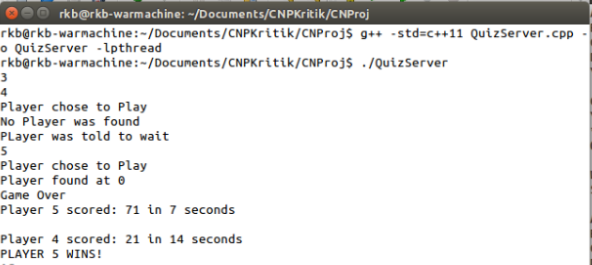 rkb@rkb-warmachine: ~/Documents/CNPKritik/CNProj
rkb@rkb-warmachine:~/Documents/CNPKritik/CNProj$ g++ -std=c++11 QuizServer.cpp -
o QuizServer -lpthread
rkb@rkb-warmachine:~/Documents/CNPKritik/CNProj$ ./QuizServer
3
4
Player chose to Play
No Player was found
PLayer was told to wait
5
Player chose to Play
Player found at 0
Game Over
Player 5 scored: 71 in 7 seconds
Player 4 scored: 21 in 14 seconds
PLAYER 5 WINS!